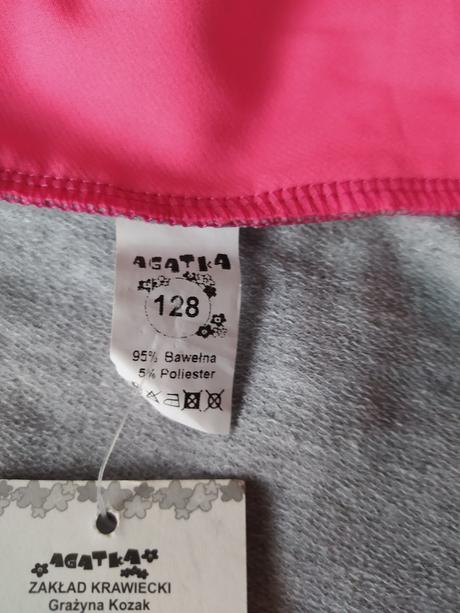 AGATKA
128
95% Bawełna
5% Poliester
AGATKA
ZAKŁAD KRAWIECKI
Grażyna Kozak